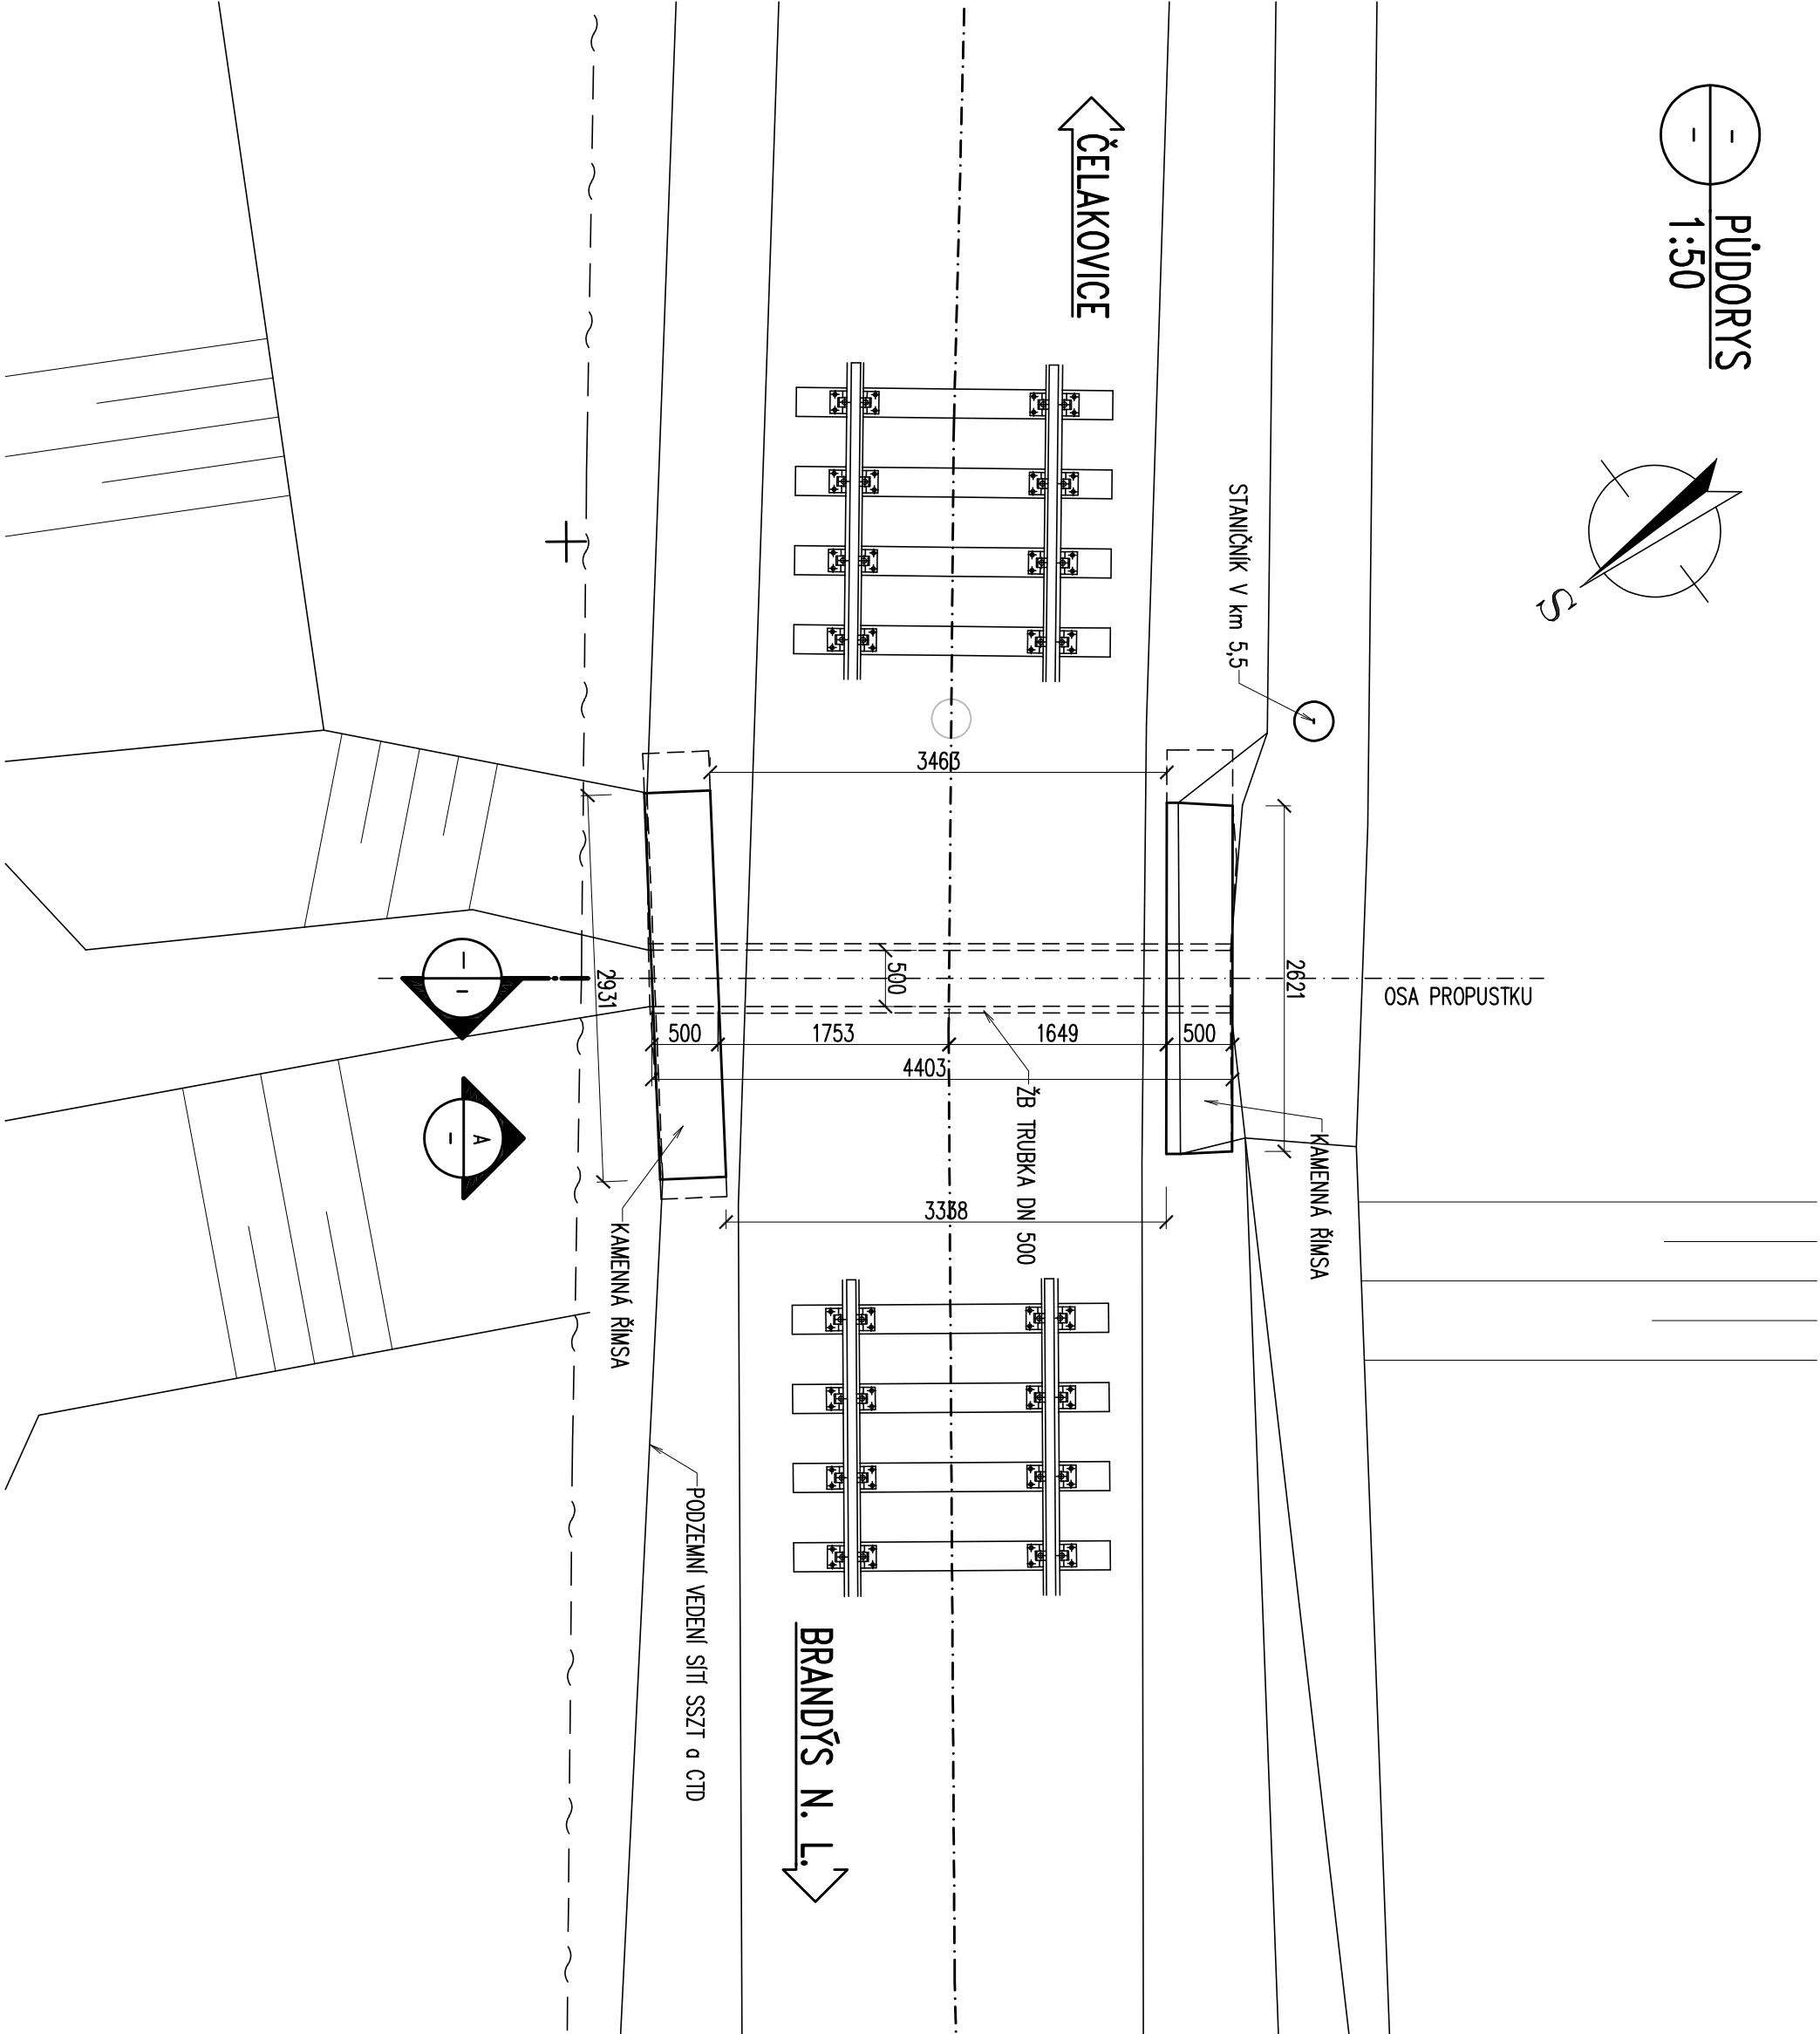 PŮDORYS
1:50
ČELAKOVICE
S
STANIČNÍK V km 5,5
3463
2931
500
2621
OSA PROPUSTKU
500
1753
1649
500
4403
ŽB TRUBKA DN 500
KAMENNÁ ŘÍMSA
A
3338
KAMENNÁ ŘÍMSA
PODZEMNÍ VEDENÍ SÍTÍ SSZT a CTD
BRANDÝS N. L.